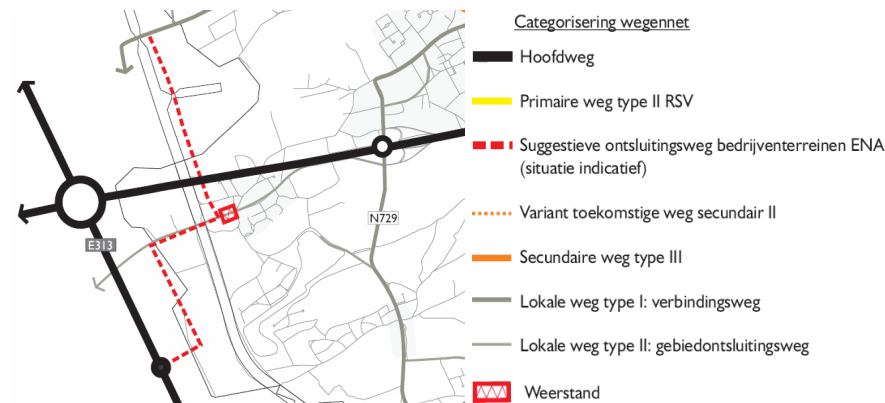 Categorisering wegennet
Hoofdweg
Primaire weg type II RSV
Suggestieve ontsluitingsweg bedrijventerreinen ENA
(situatie indicatief)
Variant toekomstige weg secundair II
Secundaire weg type III
Lokale weg type I: verbindingsweg
Lokale weg type II: gebiedontsluitingsweg
Weerstand
N729
E313